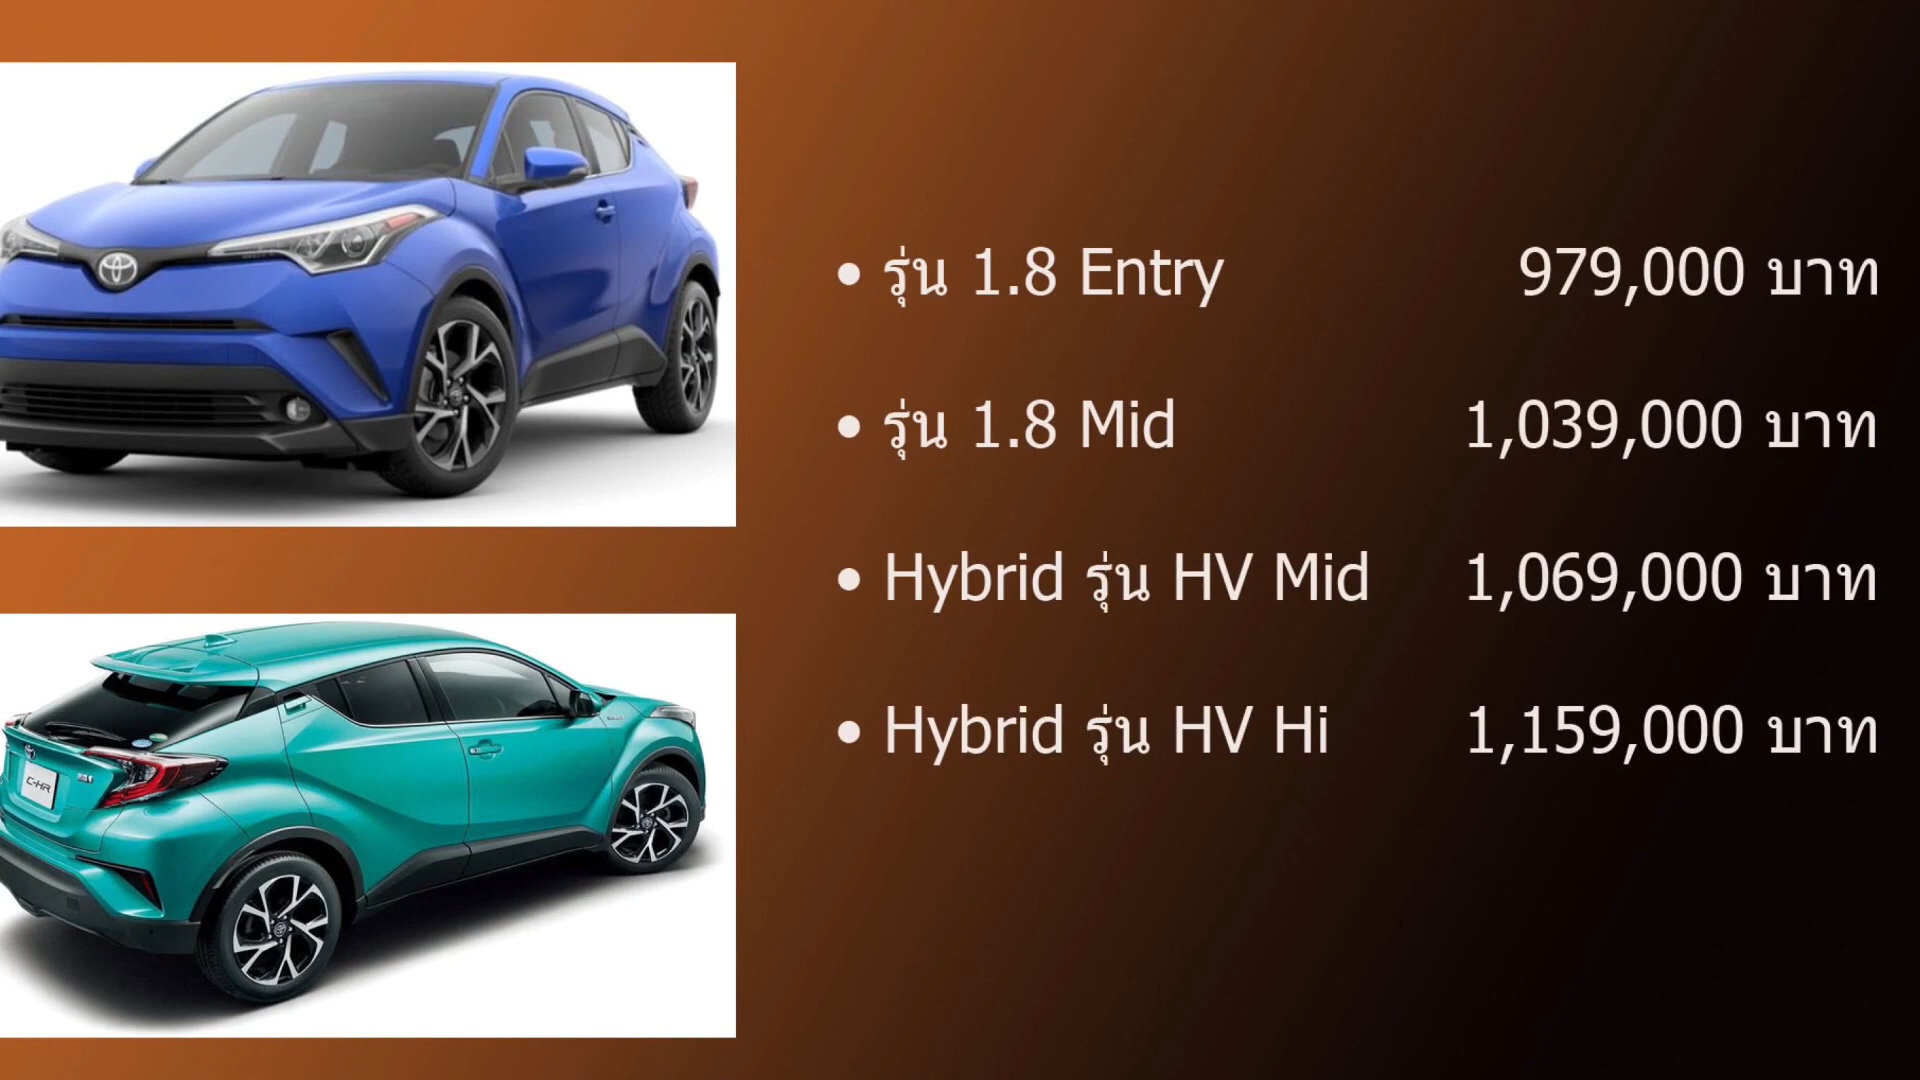 • รุ่น 1.8 Entry 979,000 บาท
• รุ่น 1.8 Mid 1,039,000 บาท
• Hybrid รุ่น HV Mid 1,069,000 บาท
• Hybrid รุ่น HV Hi 1,159,000 บาท
C-HR